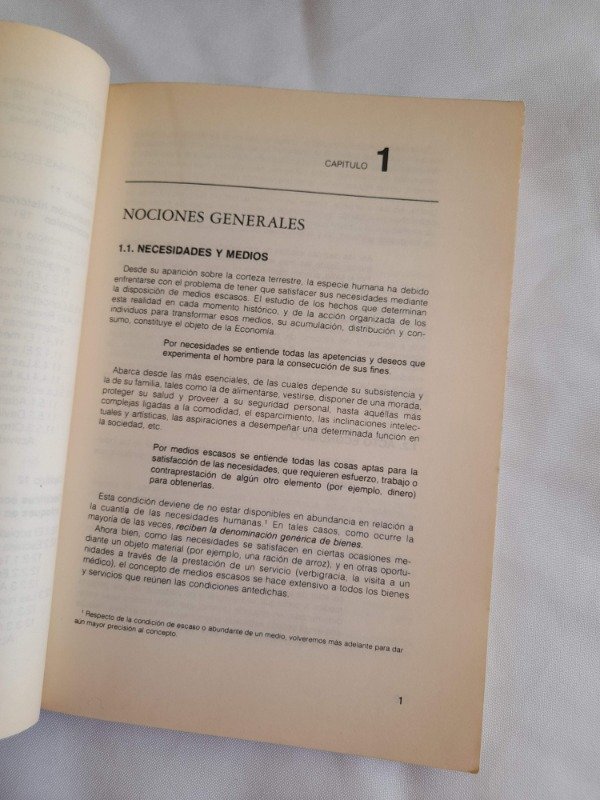 CAPITULO 1
NOCIONES GENERALES
1.1. NECESIDADES Y MEDIOS
Desde su aparición sobre la corteza terrestre, la especie humana ha debido
enfrentarse con el problema de tener que satisfacer sus necesidades mediante
la disposición de medios escasos. El estudio de los hechos que determinan
esta realidad en cada momento histórico, y de la acción organizada de los
individuos para transformar esos medios, su acumulación, distribución y con-
sumo, constituye el objeto de la Economía.
Por necesidades se entiende todas las apetencias y deseos que
experimenta el hombre para la consecución de sus fines.
Abarca desde las más esenciales, de las cuales depende su subsistencia y
la de su familia, tales como la de alimentarse, vestirse, disponer de una morada,
proteger su salud y proveer a su seguridad personal, hasta aquéllas más
complejas ligadas a la comodidad, el esparcimiento, las inclinaciones intelec-
tuales y artísticas, las aspiraciones a desempeñar una determinada función en
la sociedad, etc.
Por medios escasos se entiende todas las cosas aptas para la
satisfacción de las necesidades, que requieren esfuerzo, trabajo o
contraprestación de algún otro elemento (por ejemplo, dinero)
para obtenerlas.
Esta condición deviene de no estar disponibles en abundancia en relación a
la cuantía de las necesidades humanas.¹ En tales casos, como ocurre la
mayoría de las veces, reciben la denominación genérica de bienes.
Ahora bien, como las necesidades se satisfacen en ciertas ocasiones me-
diante un objeto material (por ejemplo, una ración de arroz), y en otras oportu-
nidades a través de la prestación de un servicio (verbigracia, la visita a un
médico), el concepto de medios escasos se hace extensivo a todos los bienes
y servicios que reúnen las condiciones antedichas.
¹ Respecto de la condición de escaso o abundante de un medio, volveremos más adelante para dar
aún mayor precisión al concepto.
1